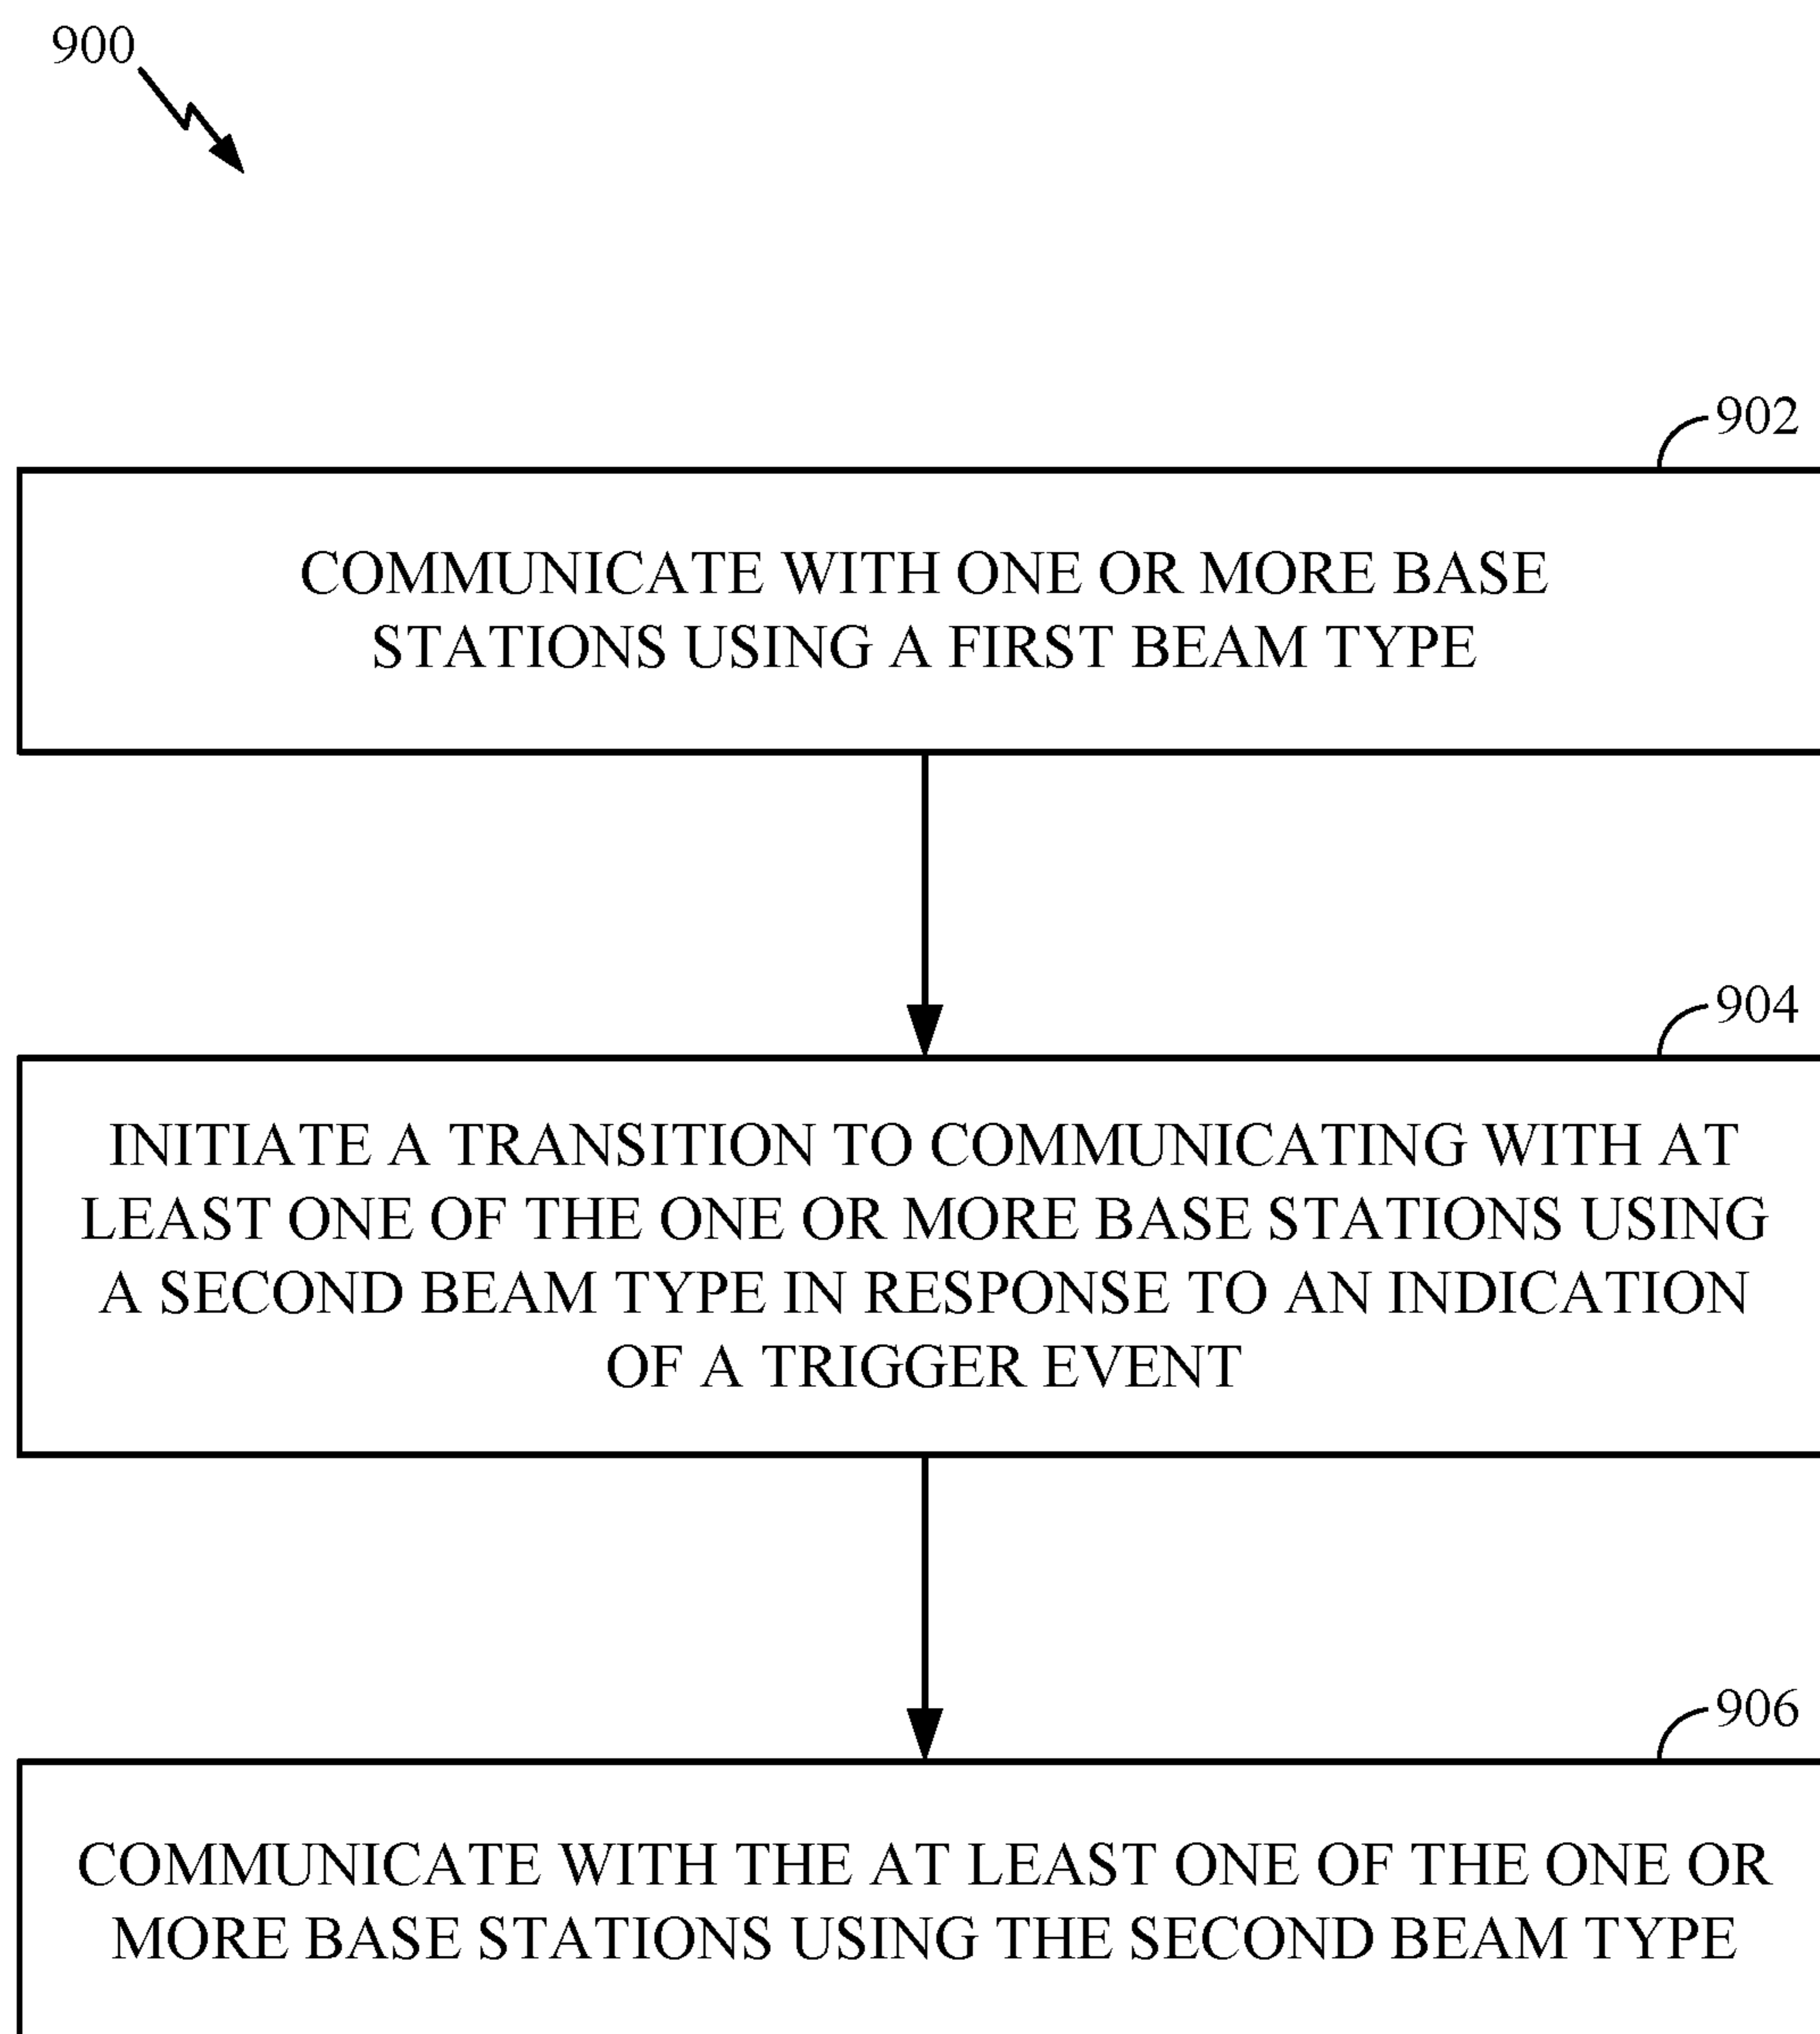 900
902
COMMUNICATE WITH ONE OR MORE BASE
STATIONS USING A FIRST BEAM TYPE
904
INITIATE A TRANSITION TO COMMUNICATING WITH AT
LEAST ONE OF THE ONE OR MORE BASE STATIONS USING
A SECOND BEAM TYPE IN RESPONSE TO AN INDICATION
OF A TRIGGER EVENT
906
COMMUNICATE WITH THE AT LEAST ONE OF THE ONE OR
MORE BASE STATIONS USING THE SECOND BEAM TYPE